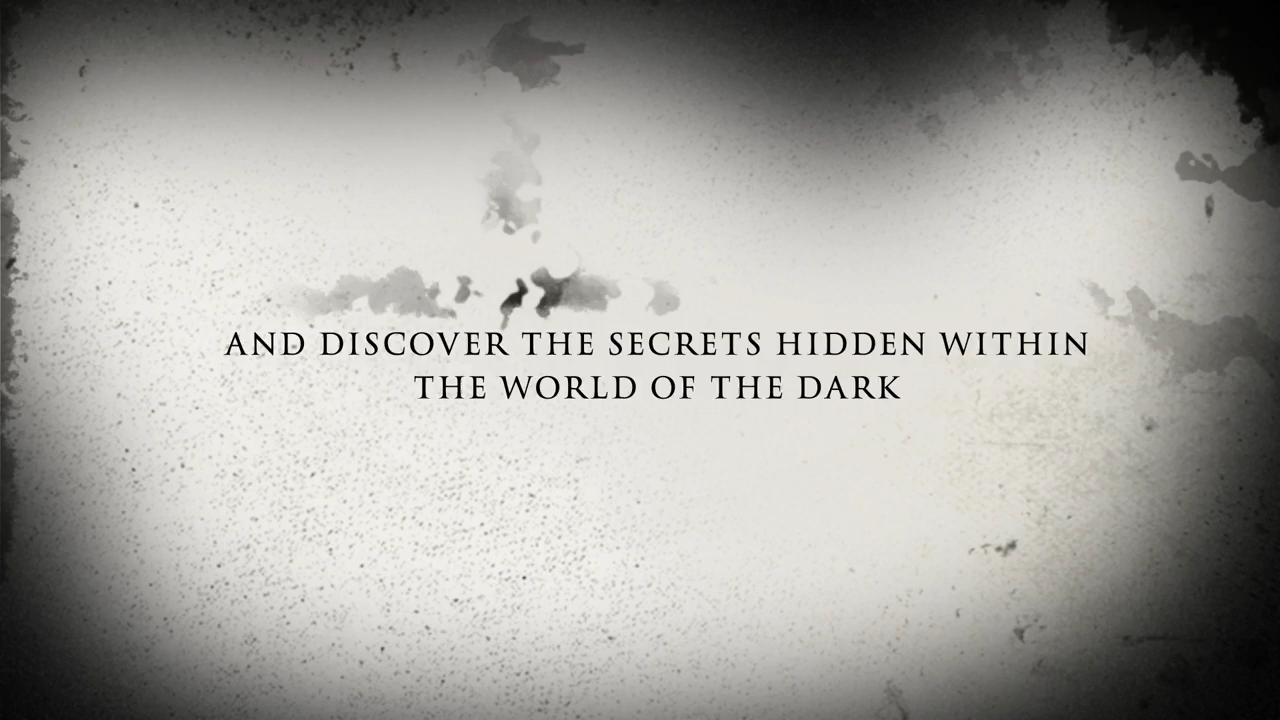 AND DISCOVER THE SECRETS HIDDEN WITHIN
THE WORLD OF THE DARK